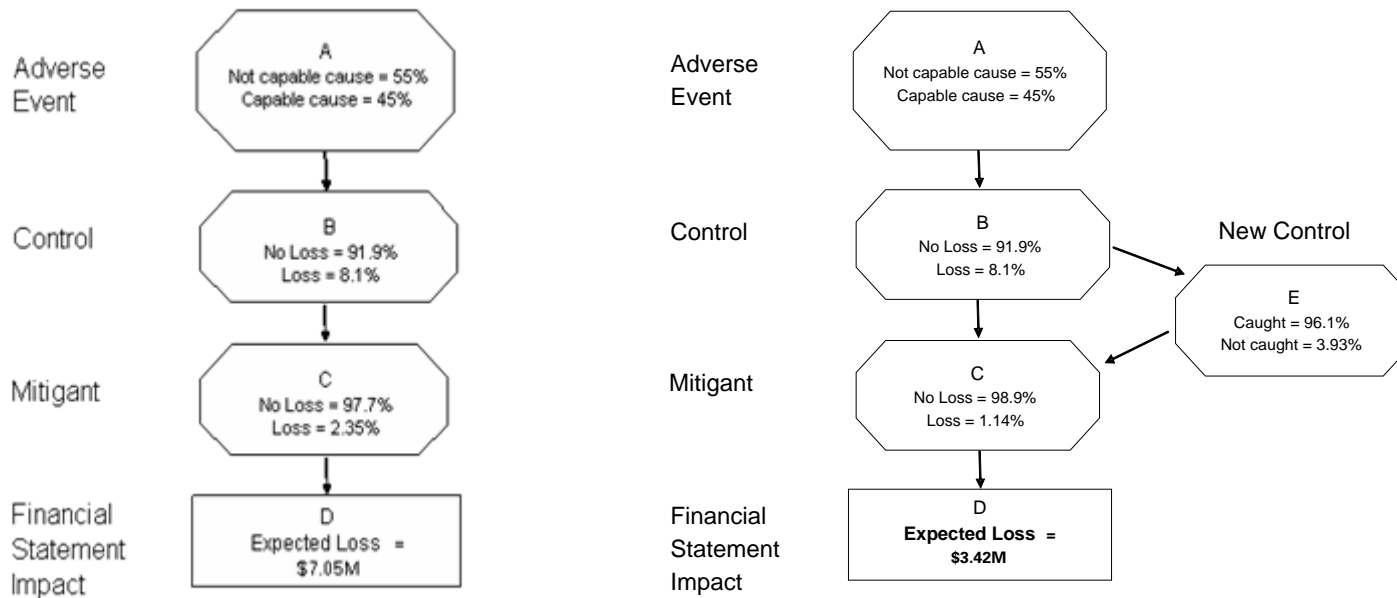 Adverse
Event
A
Not capable cause = 55%
Capable cause = 45%
Control
B
No Loss = 91.9%
Loss = 8.1%
Mitigant
C
No Loss = 97.7%
Loss = 2.35%
Financial
Statement
Impact
D
Expected Loss =
$7.05M
Adverse
Event
A
Not capable cause = 55%
Capable cause = 45%
Control
B
No Loss = 91.9%
Loss = 8.1%
New Control
E
Caught = 96.1%
Not caught = 3.93%
Mitigant
C
No Loss = 98.9%
Loss = 1.14%
Financial
Statement
Impact
D
Expected Loss =
$3.42M